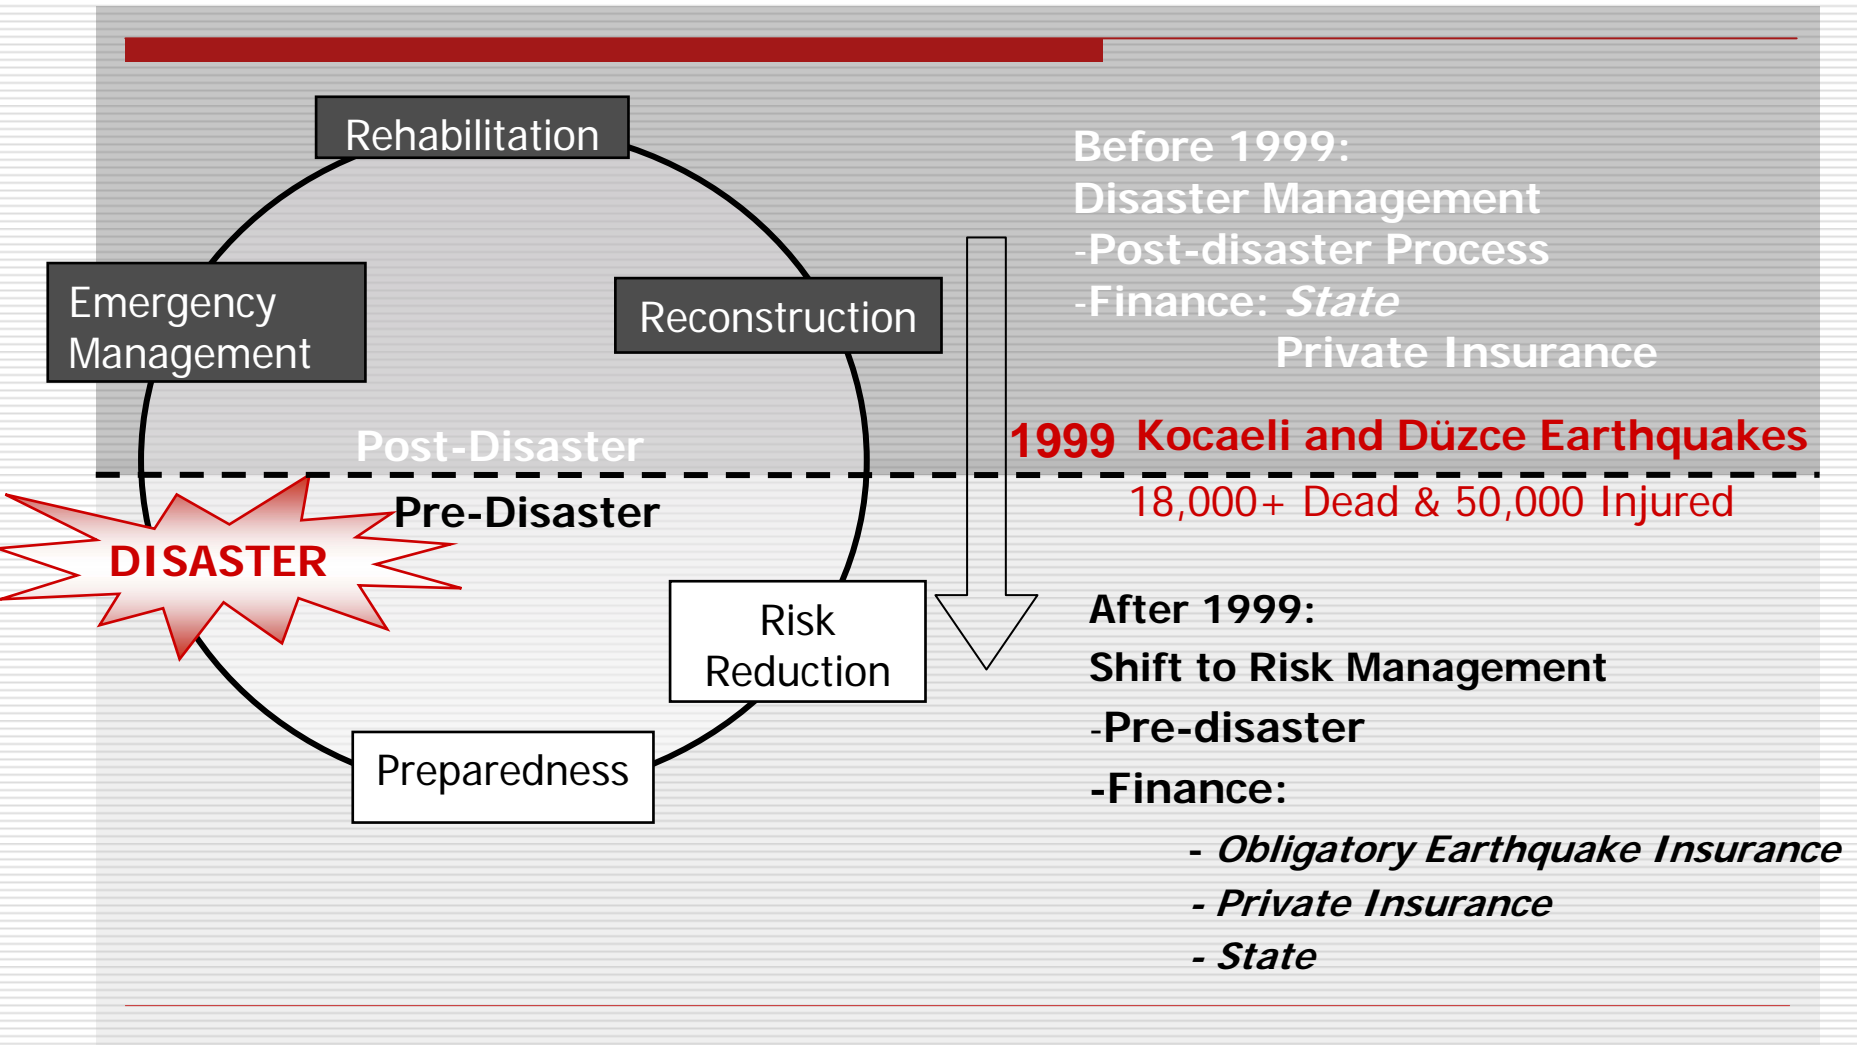 Rehabilitation
Emergency
Management
Reconstruction
Post-Disaster
Pre-Disaster
DISASTER
Risk
Reduction
Preparedness
Before 1999:
Disaster Management
-Post-disaster Process
-Finance: State
Private Insurance
1999 Kocaeli and Düzce Earthquakes
18,000+ Dead & 50,000 Injured
After 1999:
Shift to Risk Management
-Pre-disaster
-Finance:
- Obligatory Earthquake Insurance
- Private Insurance
- State